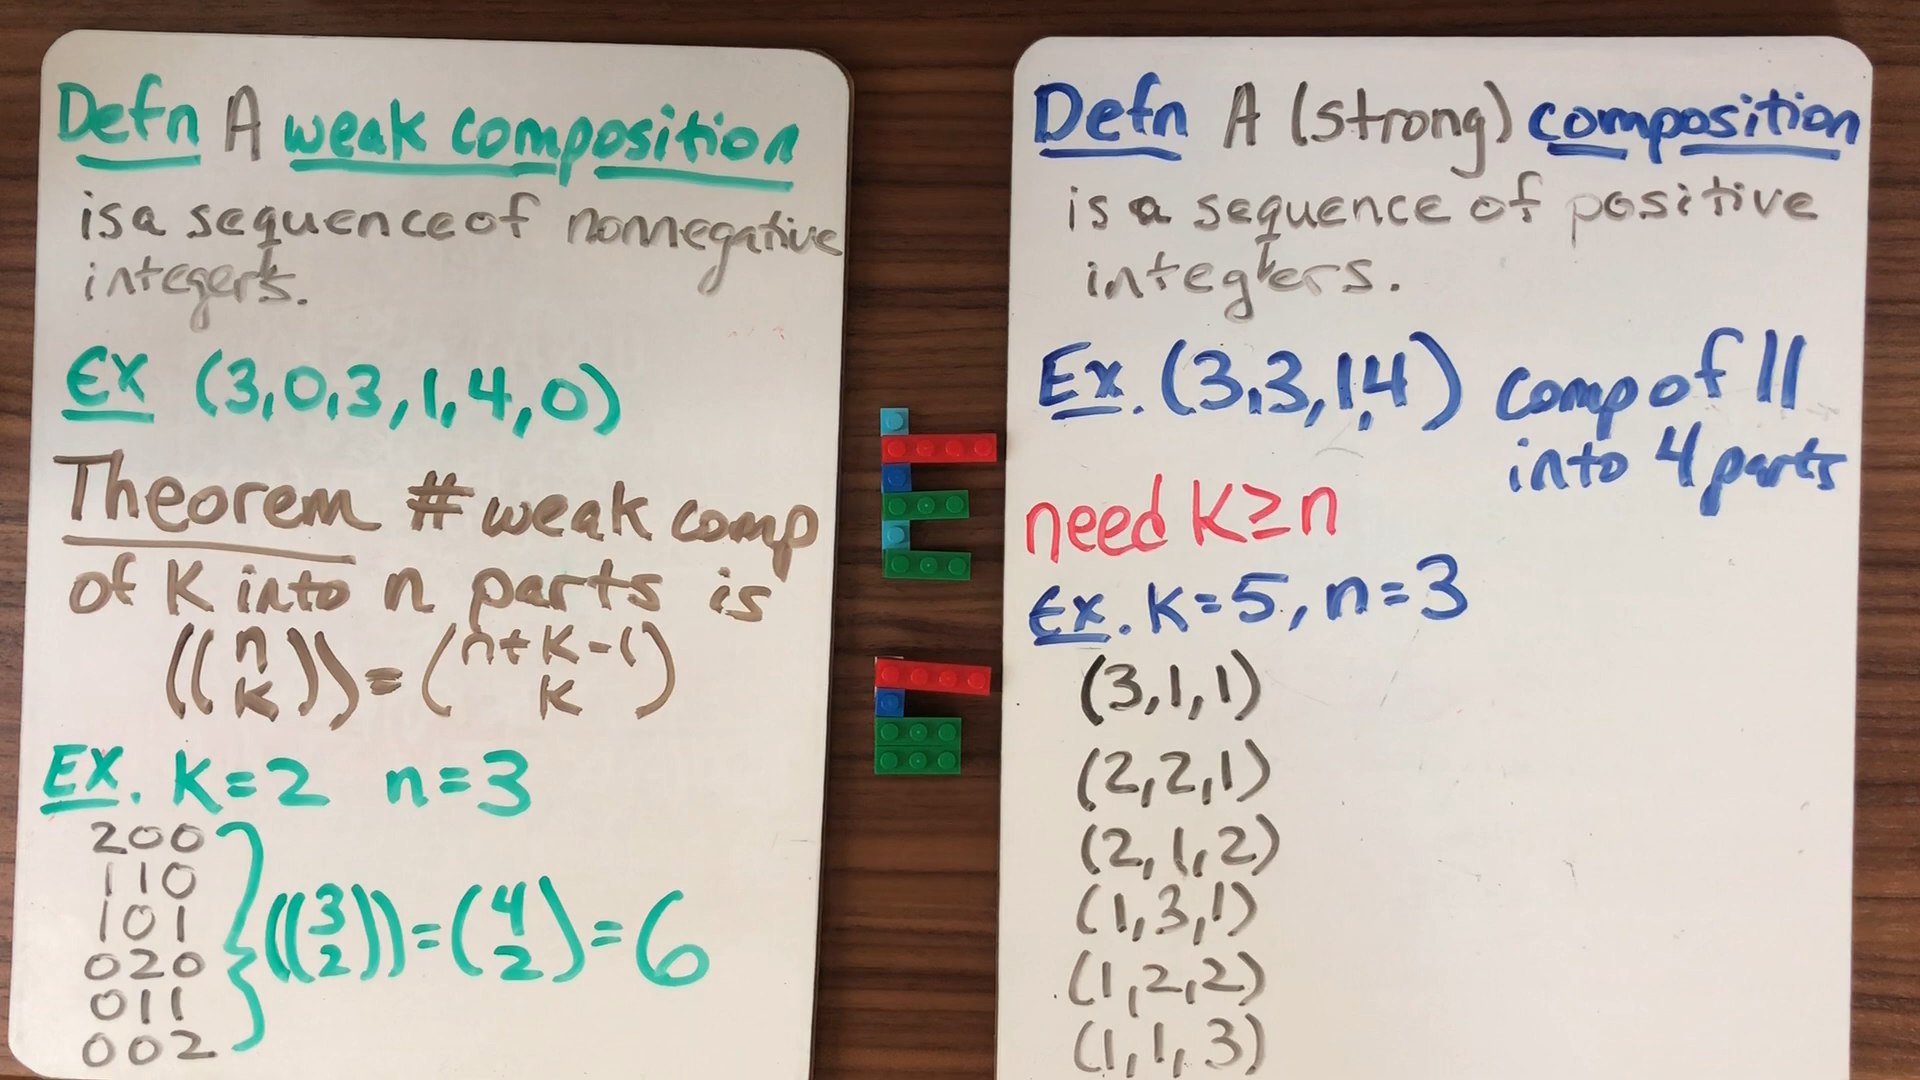 Defn A weak composition
is a sequence of nonnegative
integers.
Ex (3,0,3,1,4,0)
Theorem # weak comp
of K into n parts is
((n K)) = (n+K-1 K)
Ex. K=2 n=3
200
110
101
020
011
002
((3 2)) = (4 2) = 6
Defn A (strong) composition
is a sequence of positive
integers.
Ex. (3,3,1,4) comp of 11
into 4 parts
need K≥n
Ex. K=5, n=3
(3,1,1)
(2,2,1)
(2,1,2)
(1,3,1)
(1,2,2)
(1,1,3)